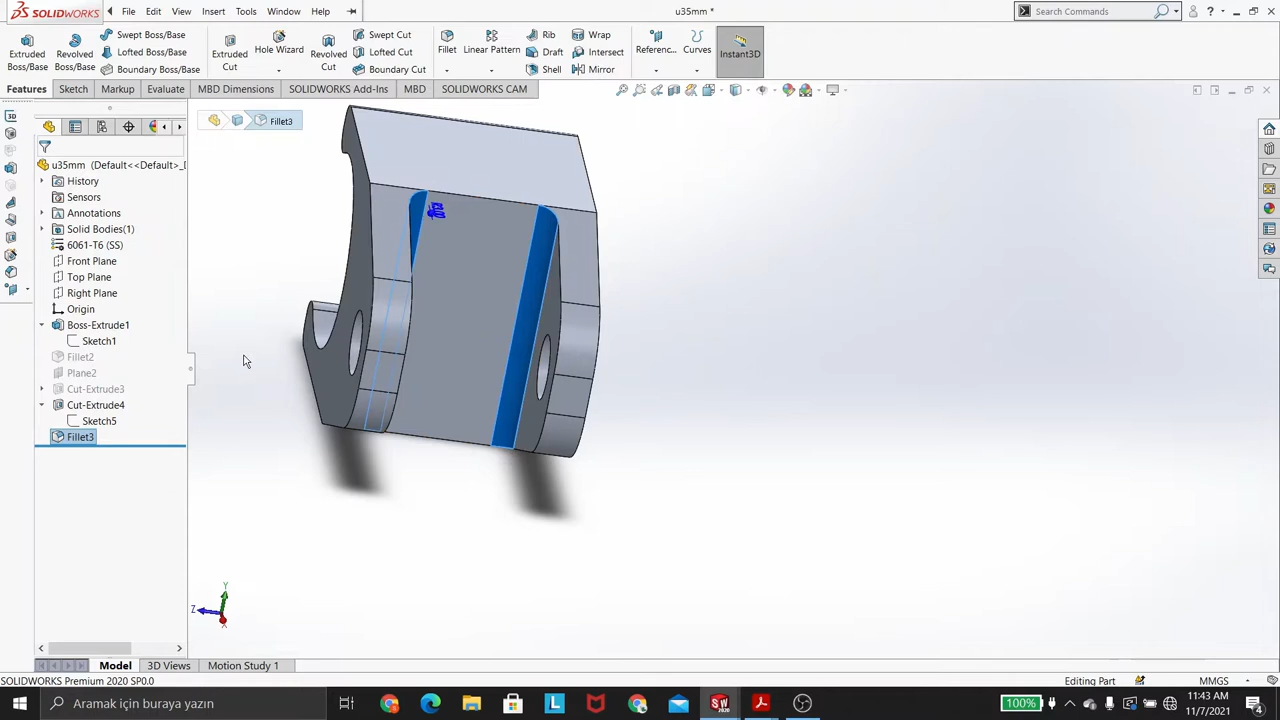 SOLIDWORKS File Edit View Insert Tools Window Help u35mm * Search Commands
Extruded Boss/Base
Revolved Boss/Base
Swept Boss/Base
Lofted Boss/Base
Boundary Boss/Base
Extruded Cut
Hole Wizard
Revolved Cut
Swept Cut
Lofted Cut
Boundary Cut
Fillet
Linear Pattern
Rib
Draft
Shell
Wrap
Intersect
Mirror
Referenc...
Curves
Instant3D
Features Sketch Markup Evaluate MBD Dimensions SOLIDWORKS Add-Ins MBD SOLIDWORKS CAM
Fillet3
u35mm (Default<<Default>_D
History
Sensors
Annotations
Solid Bodies(1)
6061-T6 (SS)
Front Plane
Top Plane
Right Plane
Origin
Boss-Extrude1
Sketch1
Fillet2
Plane2
Cut-Extrude3
Cut-Extrude4
Sketch5
Fillet3
Y
Z
X
Model 3D Views Motion Study 1
SOLIDWORKS Premium 2020 SP0.0 Editing Part MMGS
Aramak için buraya yazın 100% 11:43 AM
11/7/2021